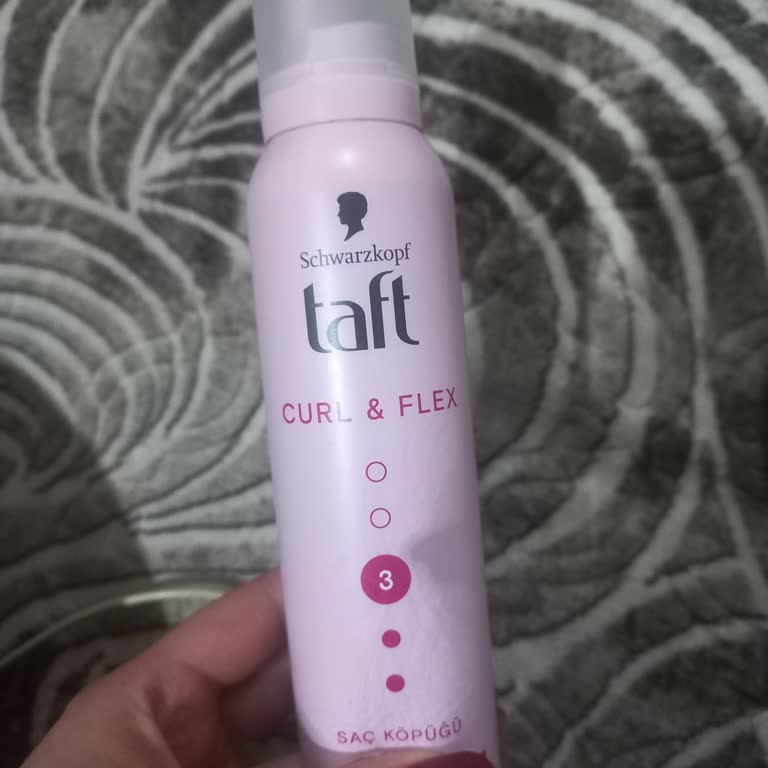 Schwarzkopf
taft
CURL & FLEX
3
SAÇ KÖPÜĞÜ